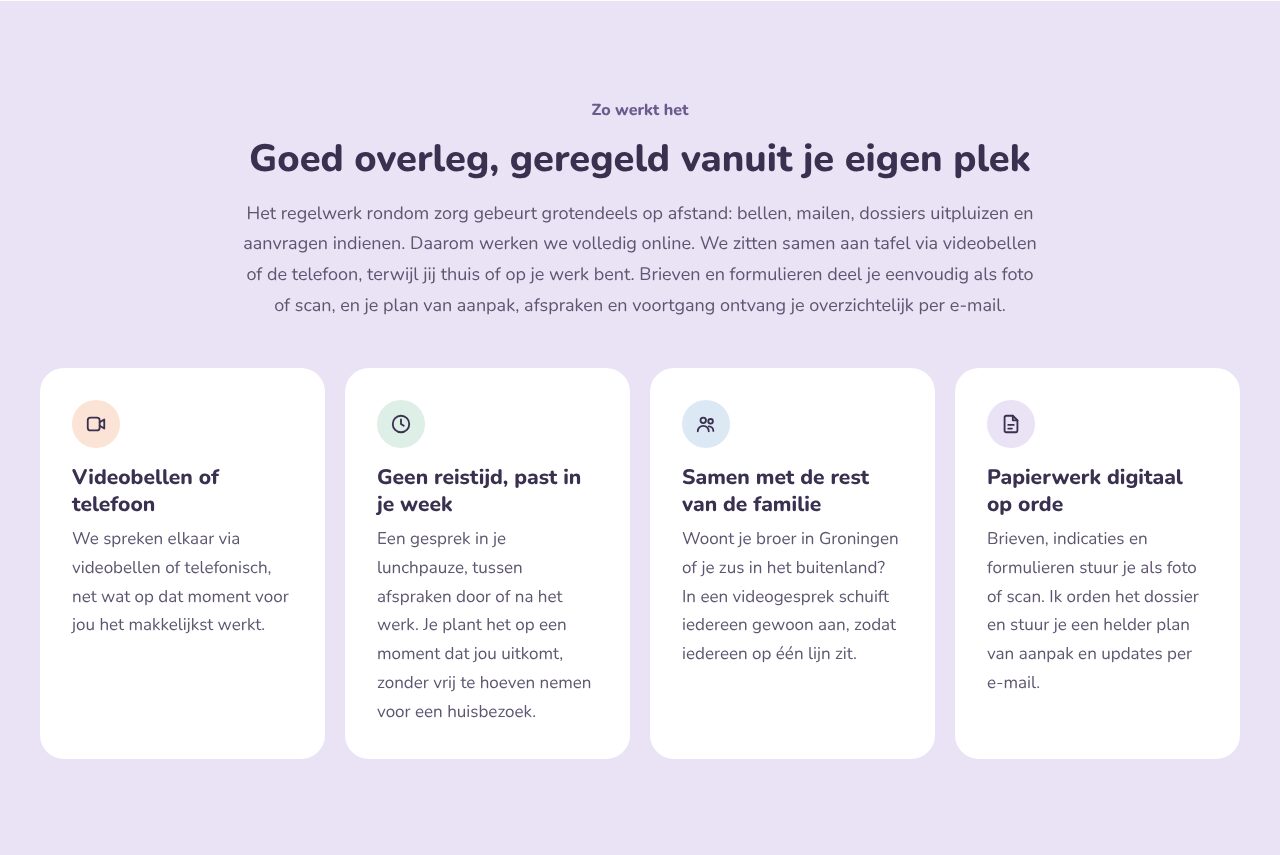 Zo werkt het
Goed overleg, geregeld vanuit je eigen plek
Het regelwerk rondom zorg gebeurt grotendeels op afstand: bellen, mailen, dossiers uitpluizen en
aanvragen indienen. Daarom werken we volledig online. We zitten samen aan tafel via videobellen
of de telefoon, terwijl jij thuis of op je werk bent. Brieven en formulieren deel je eenvoudig als foto
of scan, en je plan van aanpak, afspraken en voortgang ontvang je overzichtelijk per e-mail.
Videobellen of
telefoon
We spreken elkaar via
videobellen of telefonisch,
net wat op dat moment voor
jou het makkelijkst werkt.
Geen reistijd, past in
je week
Een gesprek in je
lunchpauze, tussen
afspraken door of na het
werk. Je plant het op een
moment dat jou uitkomt,
zonder vrij te hoeven nemen
voor een huisbezoek.
Samen met de rest
van de familie
Woont je broer in Groningen
of je zus in het buitenland?
In een videogesprek schuift
iedereen gewoon aan, zodat
iedereen op één lijn zit.
Papierwerk digitaal
op orde
Brieven, indicaties en
formulieren stuur je als foto
of scan. Ik orden het dossier
en stuur je een helder plan
van aanpak en updates per
e-mail.